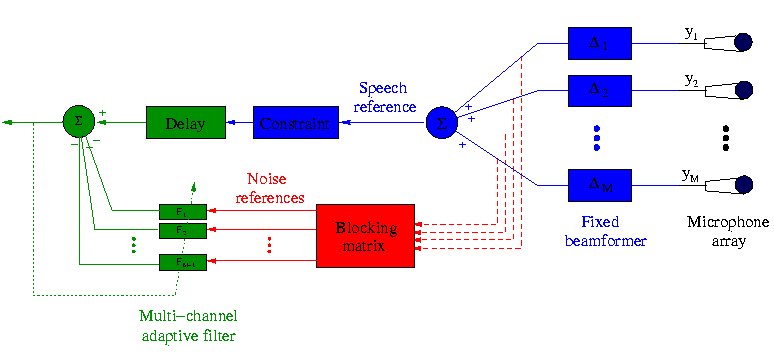 y1
Δ1
Speech
reference
+
+
+
Σ
y2
Δ2
Σ
+
Delay
Constraint
− − −
yM
ΔM
Noise
references
F1
F2
FM−1
Blocking
matrix
Fixed
beamformer
Microphone
array
Multi−channel
adaptive filter